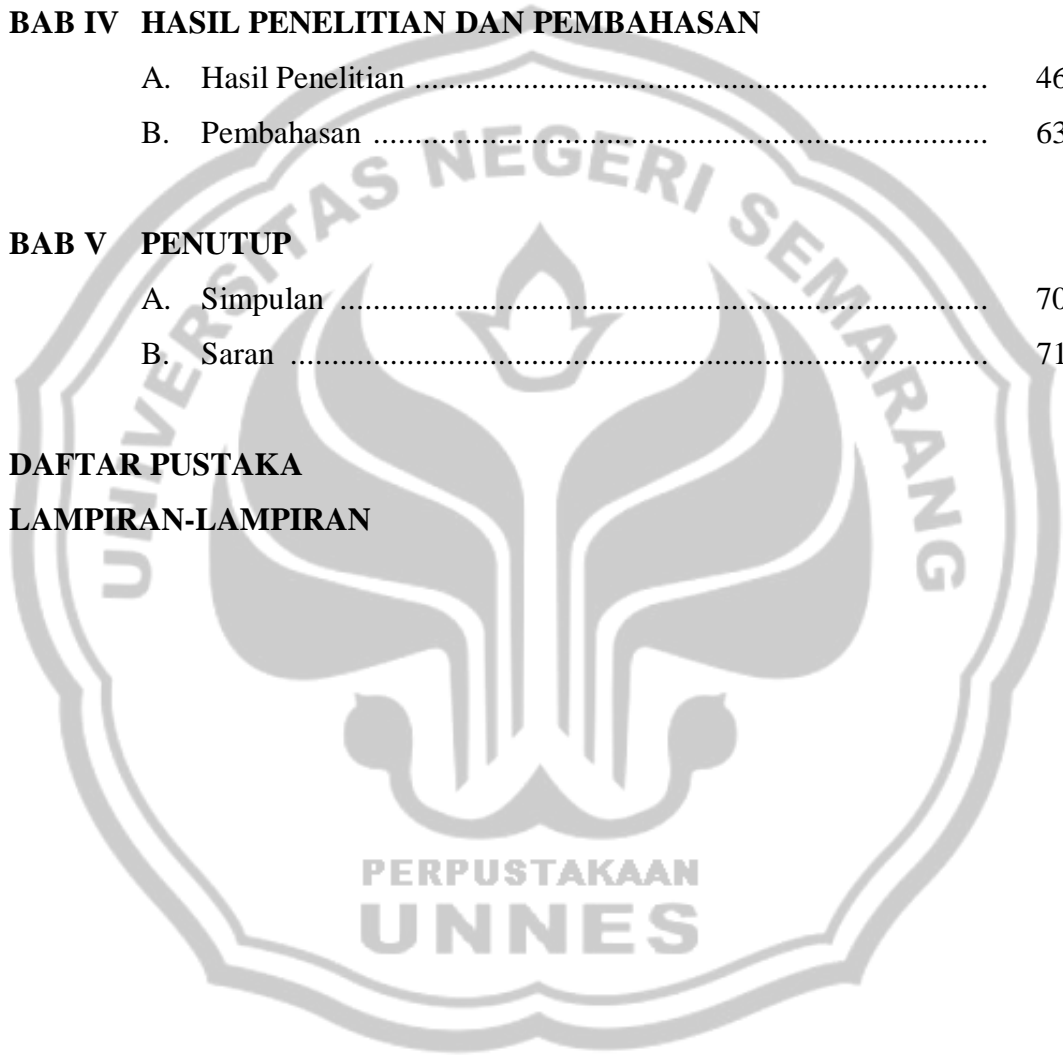 BAB IV HASIL PENELITIAN DAN PEMBAHASAN
A. Hasil Penelitian ........................................................................ 46
B. Pembahasan ............................................................................. 63
BAB V PENUTUP
A. Simpulan ................................................................................. 70
B. Saran ....................................................................................... 71
DAFTAR PUSTAKA
LAMPIRAN-LAMPIRAN
UNIVERSITAS NEGERI SEMARANG
PERPUSTAKAAN
UNNES